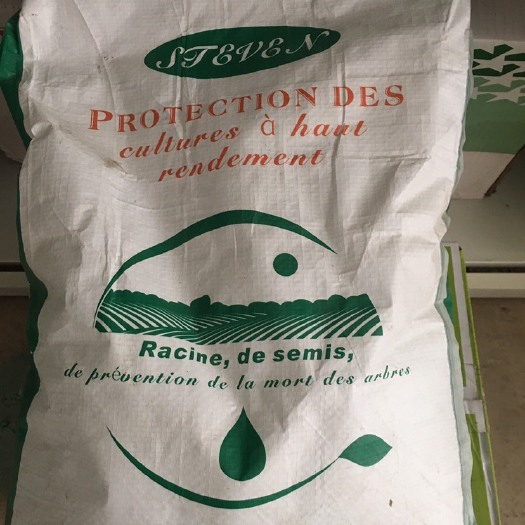 STEVEN
PROTECTION DES
cultures à haut
rendement
Racine, de semis,
de prévention de la mort des arbres